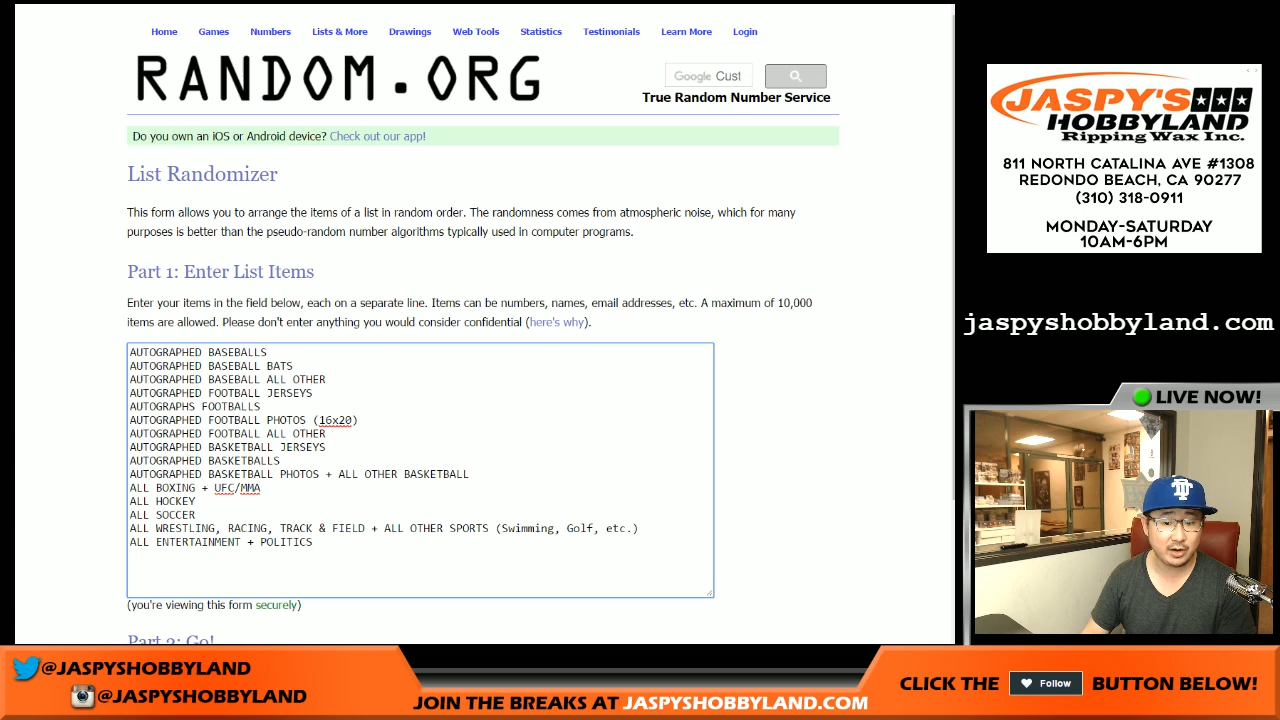 Home Games Numbers Lists & More Drawings Web Tools Statistics Testimonials Learn More Login
RANDOM.ORG
Google Cust
True Random Number Service
Do you own an iOS or Android device? Check out our app!
List Randomizer
This form allows you to arrange the items of a list in random order. The randomness comes from atmospheric noise, which for many
purposes is better than the pseudo-random number algorithms typically used in computer programs.
Part 1: Enter List Items
Enter your items in the field below, each on a separate line. Items can be numbers, names, email addresses, etc. A maximum of 10,000
items are allowed. Please don't enter anything you would consider confidential (here's why).
AUTOGRAPHED BASEBALLS
AUTOGRAPHED BASEBALL BATS
AUTOGRAPHED BASEBALL ALL OTHER
AUTOGRAPHED FOOTBALL JERSEYS
AUTOGRAPHS FOOTBALLS
AUTOGRAPHED FOOTBALL PHOTOS (16x20)
AUTOGRAPHED FOOTBALL ALL OTHER
AUTOGRAPHED BASKETBALL JERSEYS
AUTOGRAPHED BASKETBALLS
AUTOGRAPHED BASKETBALL PHOTOS + ALL OTHER BASKETBALL
ALL BOXING + UFC/MMA
ALL HOCKEY
ALL SOCCER
ALL WRESTLING, RACING, TRACK & FIELD + ALL OTHER SPORTS (Swimming, Golf, etc.)
ALL ENTERTAINMENT + POLITICS
(you're viewing this form securely)
Part 2: Go!
JASPY'S
HOBBYLAND
Ripping Wax Inc.
811 NORTH CATALINA AVE #1308
REDONDO BEACH, CA 90277
(310) 318-0911
MONDAY-SATURDAY
10AM-6PM
jaspyshobbyland.com
LIVE NOW!
@JASPYSHOBBYLAND
@JASPYSHOBBYLAND
JOIN THE BREAKS AT JASPYSHOBBYLAND.COM
CLICK THE Follow BUTTON BELOW!